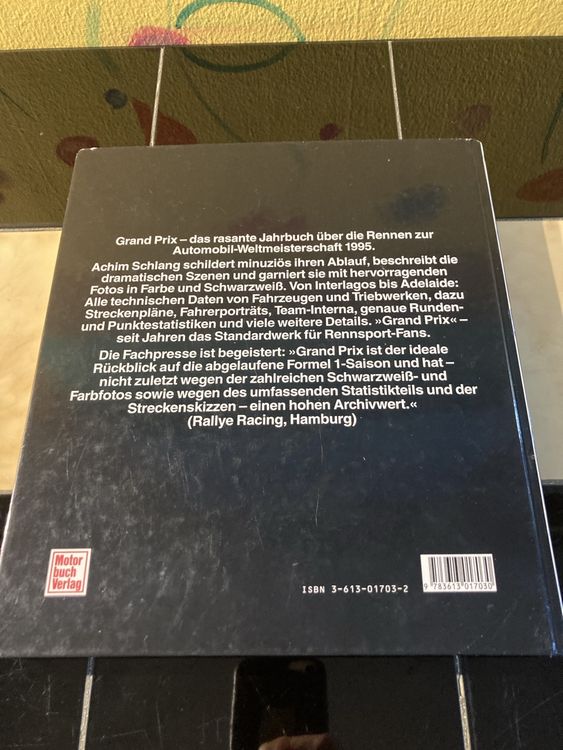 Grand Prix – das rasante Jahrbuch über die Rennen zur
Automobil-Weltmeisterschaft 1995.
Achim Schlang schildert minuziös ihren Ablauf, beschreibt die
dramatischen Szenen und garniert sie mit hervorragenden
Fotos in Farbe und Schwarzweiß. Von Interlagos bis Adelaide:
Alle technischen Daten von Fahrzeugen und Triebwerken, dazu
Streckenpläne, Fahrerporträts, Team-Interna, genaue Runden-
und Punktestatistiken und viele weitere Details. »Grand Prix« –
seit Jahren das Standardwerk für Rennsport-Fans.
Die Fachpresse ist begeistert: »Grand Prix ist der ideale
Rückblick auf die abgelaufene Formel 1-Saison und hat –
nicht zuletzt wegen der zahlreichen Schwarzweiß- und
Farbfotos sowie wegen des umfassenden Statistikteils und der
Streckenskizzen – einen hohen Archivwert.«
(Rallye Racing, Hamburg)
Motor
buch
Verlag
ISBN 3-613-01703-2
9 783613 017030